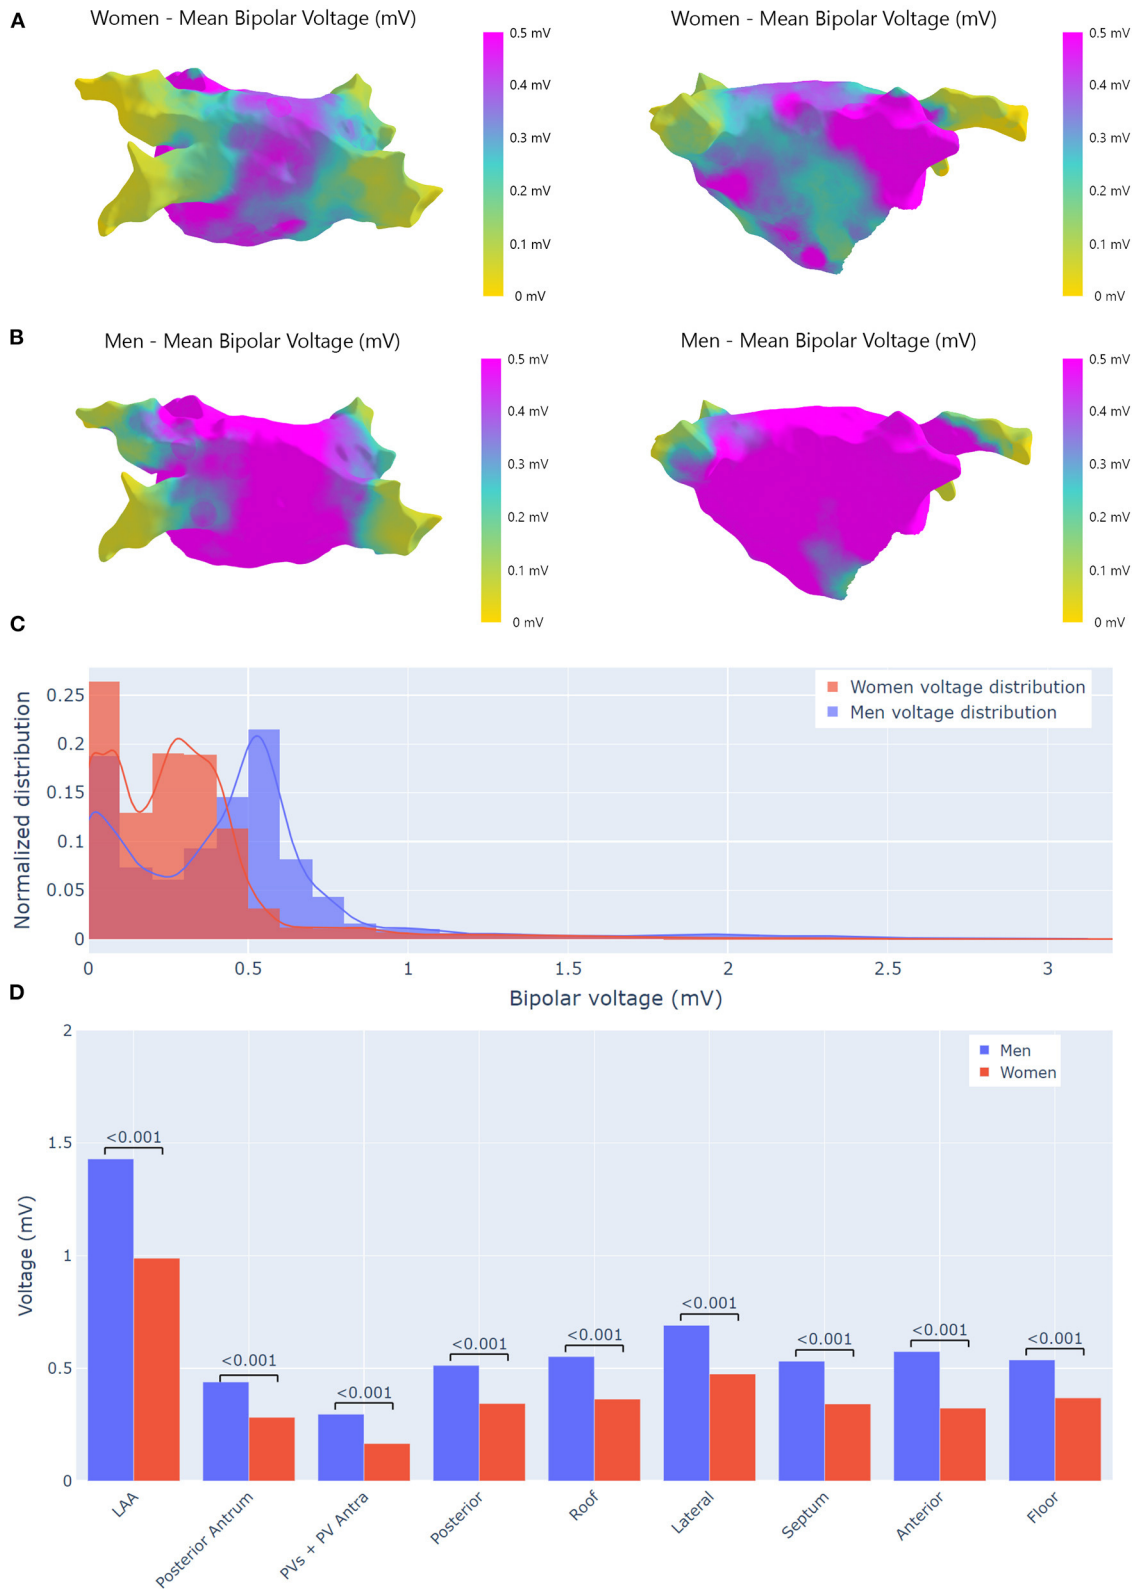 A
Women - Mean Bipolar Voltage (mV)
0.5 mV
0.4 mV
0.3 mV
0.2 mV
0.1 mV
0 mV
Women - Mean Bipolar Voltage (mV)
0.5 mV
0.4 mV
0.3 mV
0.2 mV
0.1 mV
0 mV
B
Men - Mean Bipolar Voltage (mV)
0.5 mV
0.4 mV
0.3 mV
0.2 mV
0.1 mV
0 mV
Men - Mean Bipolar Voltage (mV)
0.5 mV
0.4 mV
0.3 mV
0.2 mV
0.1 mV
0 mV
C
Normalized distribution
0.25
0.2
0.15
0.1
0.05
0
Women voltage distribution
Men voltage distribution
0 0.5 1 1.5 2 2.5 3
Bipolar voltage (mV)
D
Voltage (mV)
2
1.5
1
0.5
0
Men
Women
<0.001
<0.001
<0.001
<0.001
<0.001
<0.001
<0.001
<0.001
<0.001
LAA
Posterior Antrum
PVs + PV Antra
Posterior
Roof
Lateral
Septum
Anterior
Floor